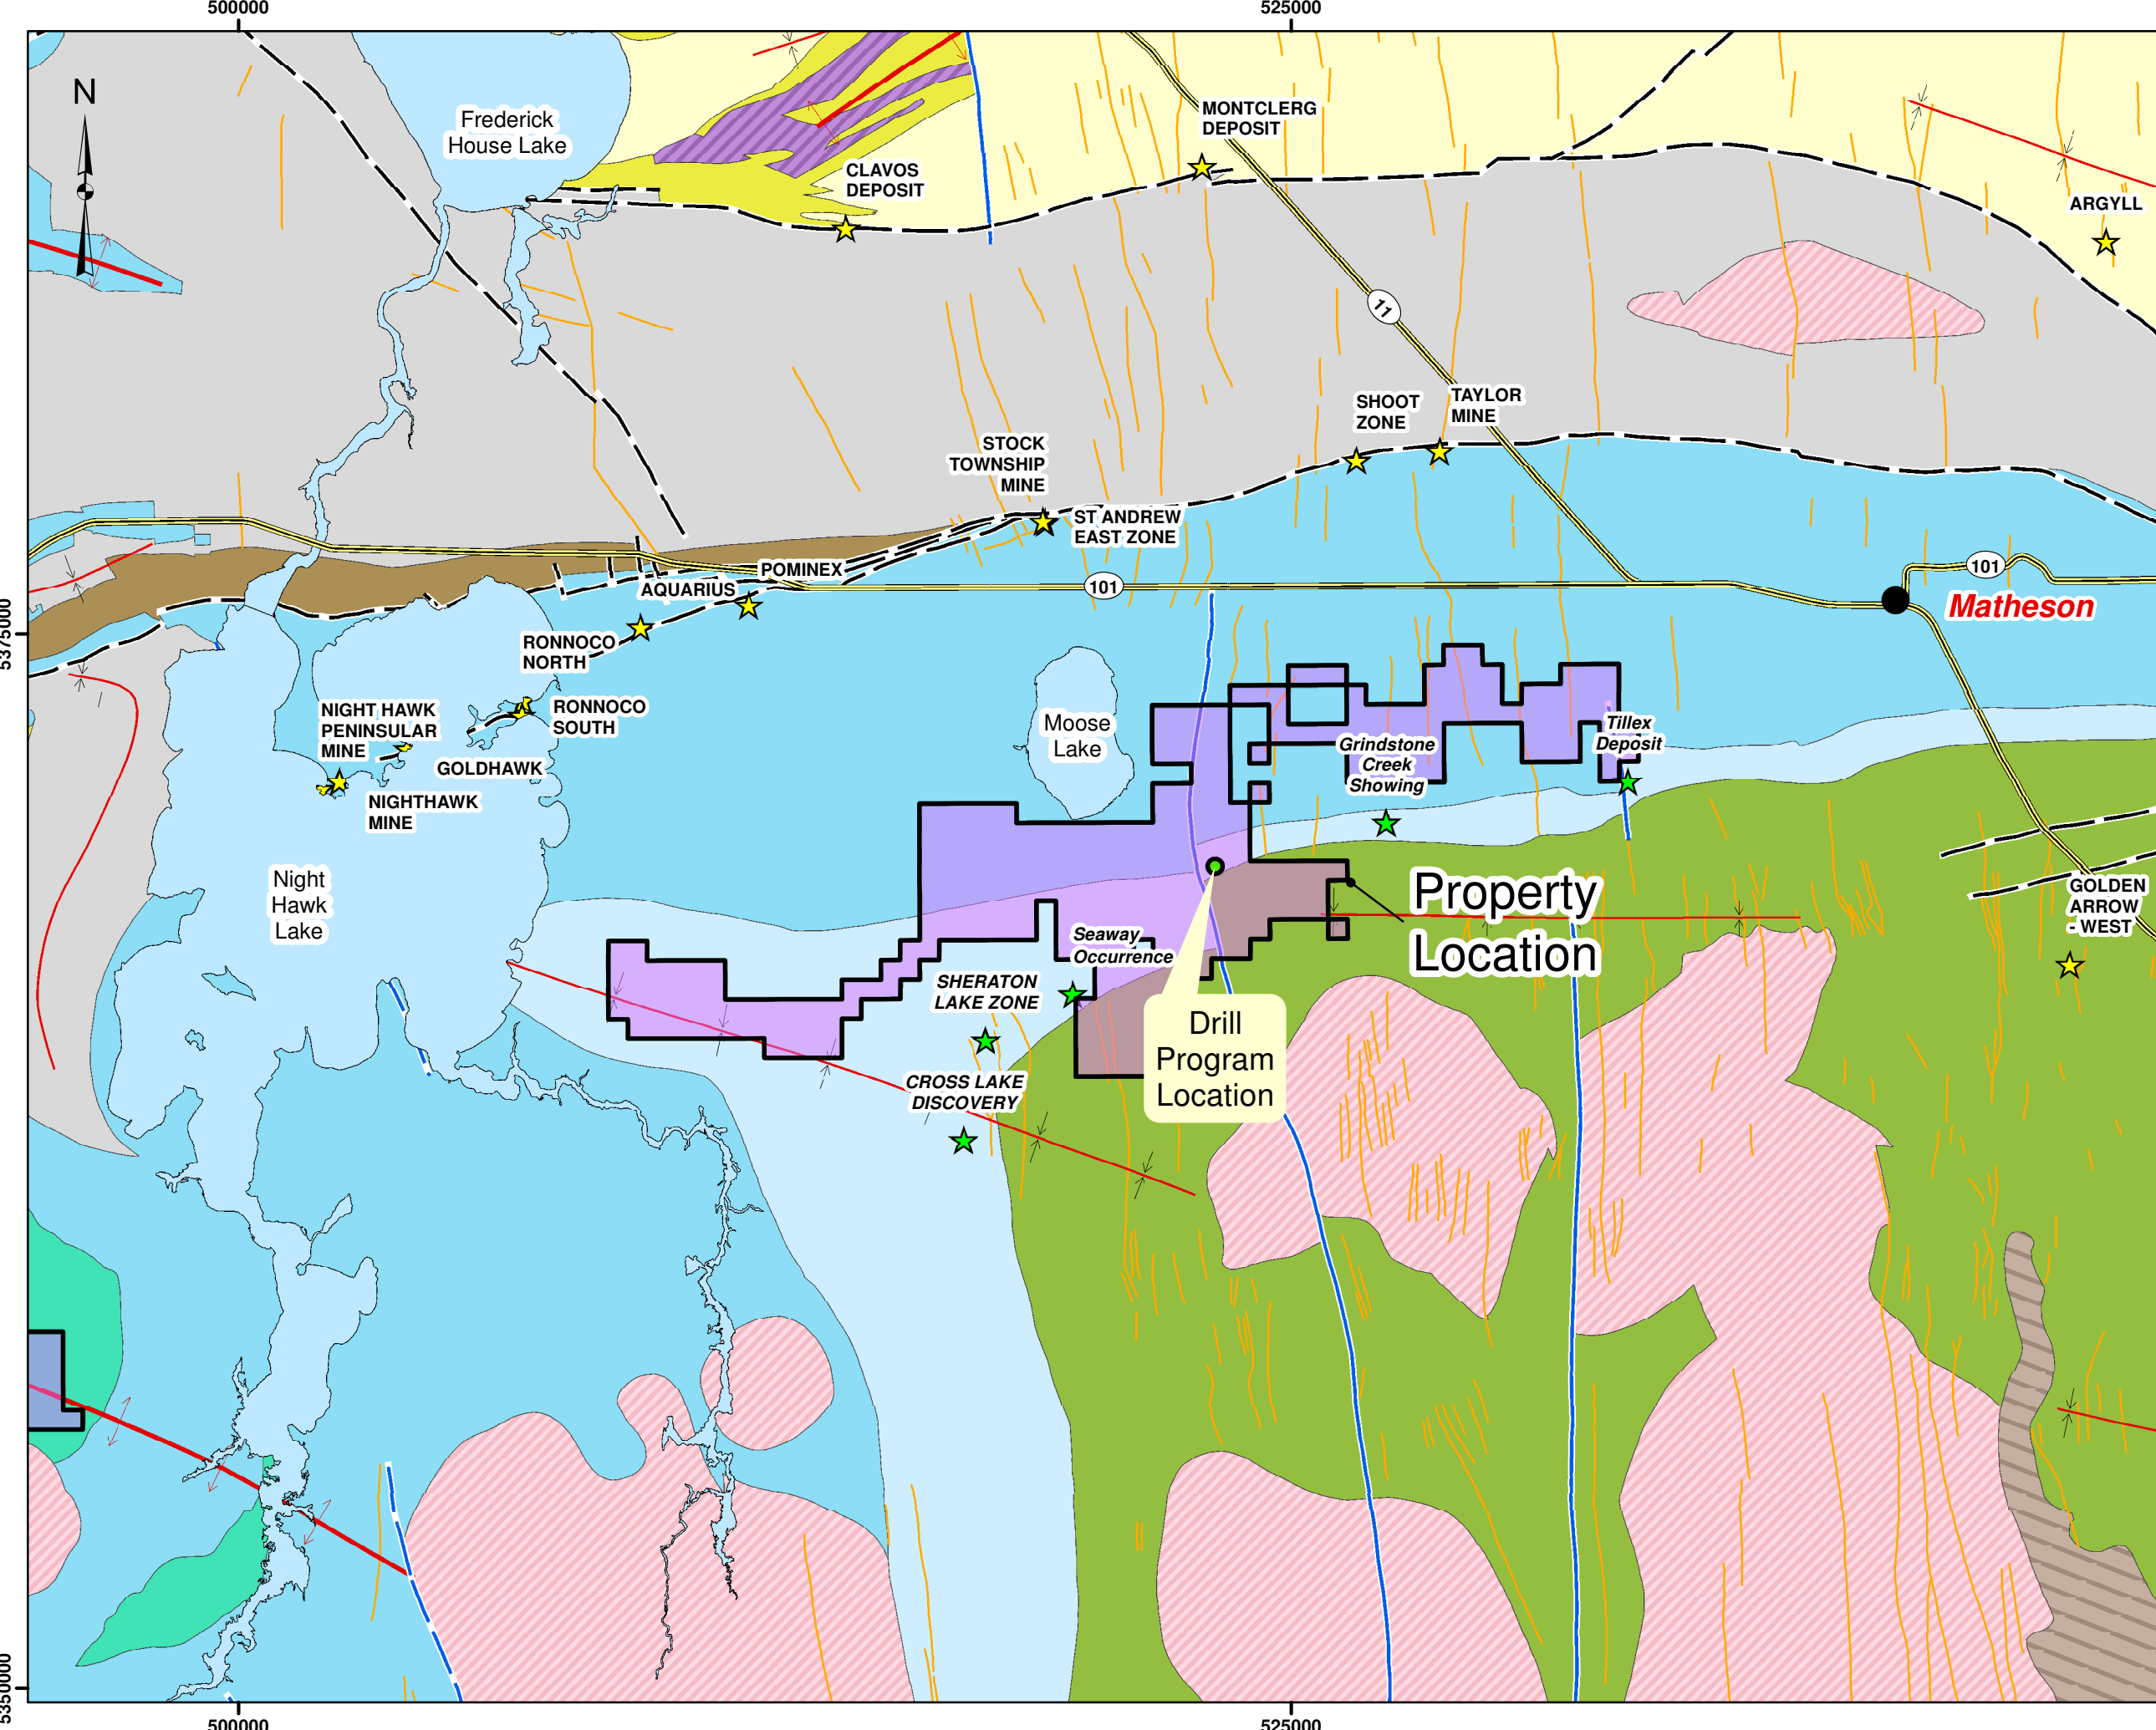 500000
525000
N
Frederick
House Lake
MONTCLERG
DEPOSIT
CLAVOS
DEPOSIT
ARGYLL
11
SHOOT
ZONE
TAYLOR
MINE
STOCK
TOWNSHIP
MINE
ST ANDREW
EAST ZONE
POMINEX
AQUARIUS
101
101
Matheson
5375000
RONNOCO
NORTH
RONNOCO
SOUTH
NIGHT HAWK
PENINSULAR
MINE
GOLDHAWK
NIGHTHAWK
MINE
Moose
Lake
Tillex
Deposit
Grindstone
Creek
Showing
Night
Hawk
Lake
Property
Location
GOLDEN
ARROW
- WEST
Seaway
Occurrence
SHERATON
LAKE ZONE
Drill
Program
Location
CROSS LAKE
DISCOVERY
5350000
500000
525000